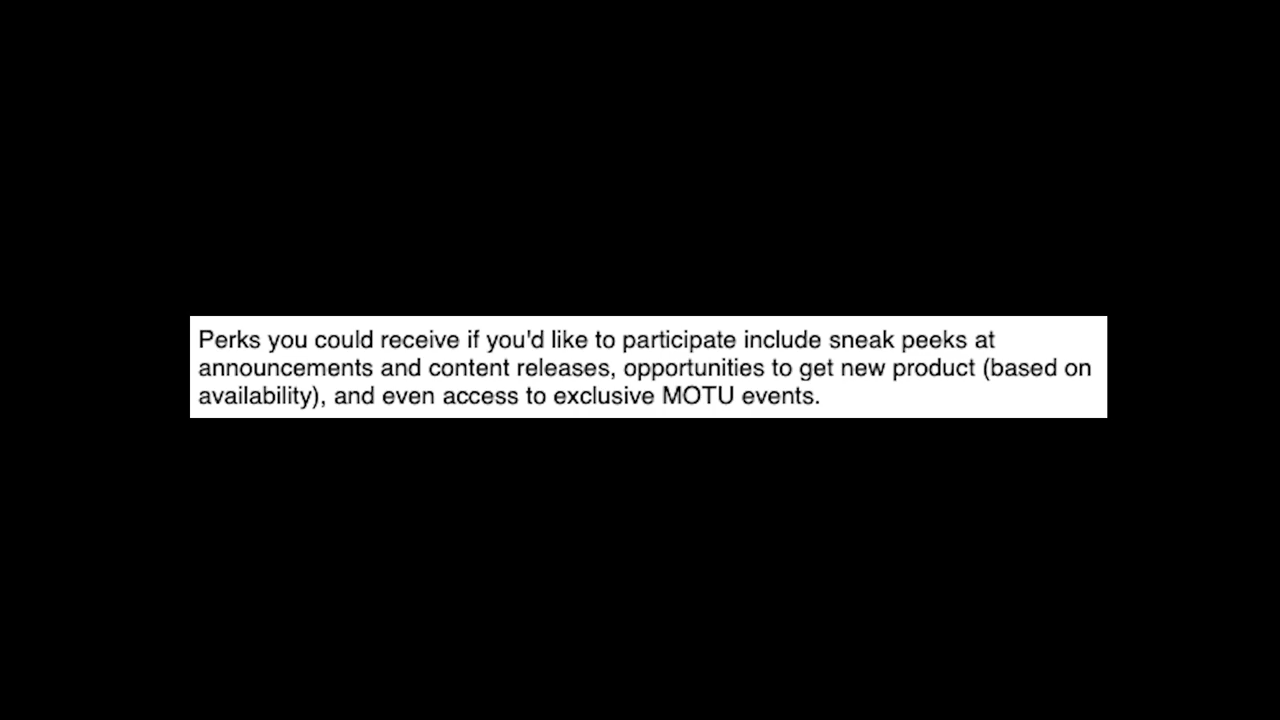 Perks you could receive if you'd like to participate include sneak peeks at
announcements and content releases, opportunities to get new product (based on
availability), and even access to exclusive MOTU events.